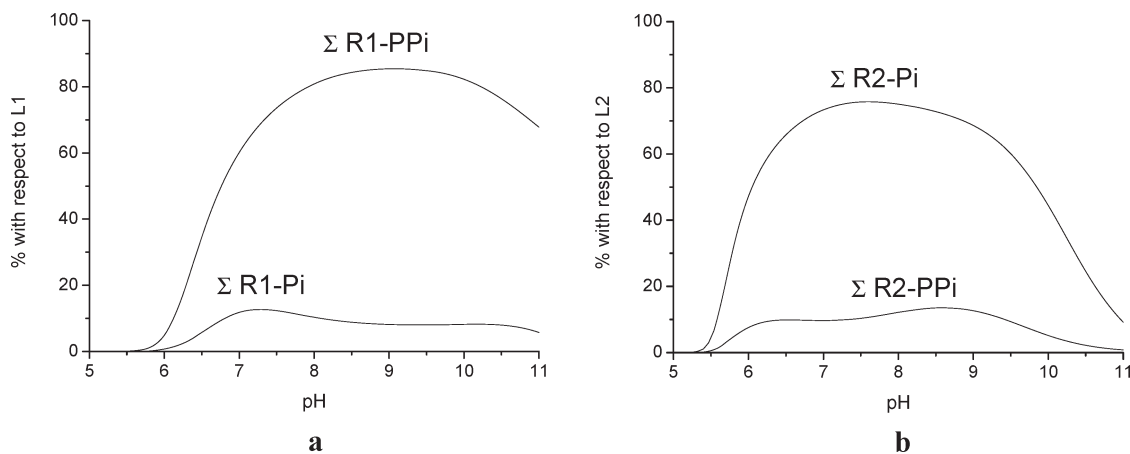 100
80
60
40
20
0
% with respect to L1
Σ R1-PPi
Σ R1-Pi
5 6 7 8 9 10 11
pH
a
100
80
60
40
20
0
% with respect to L2
Σ R2-Pi
Σ R2-PPi
5 6 7 8 9 10 11
pH
b